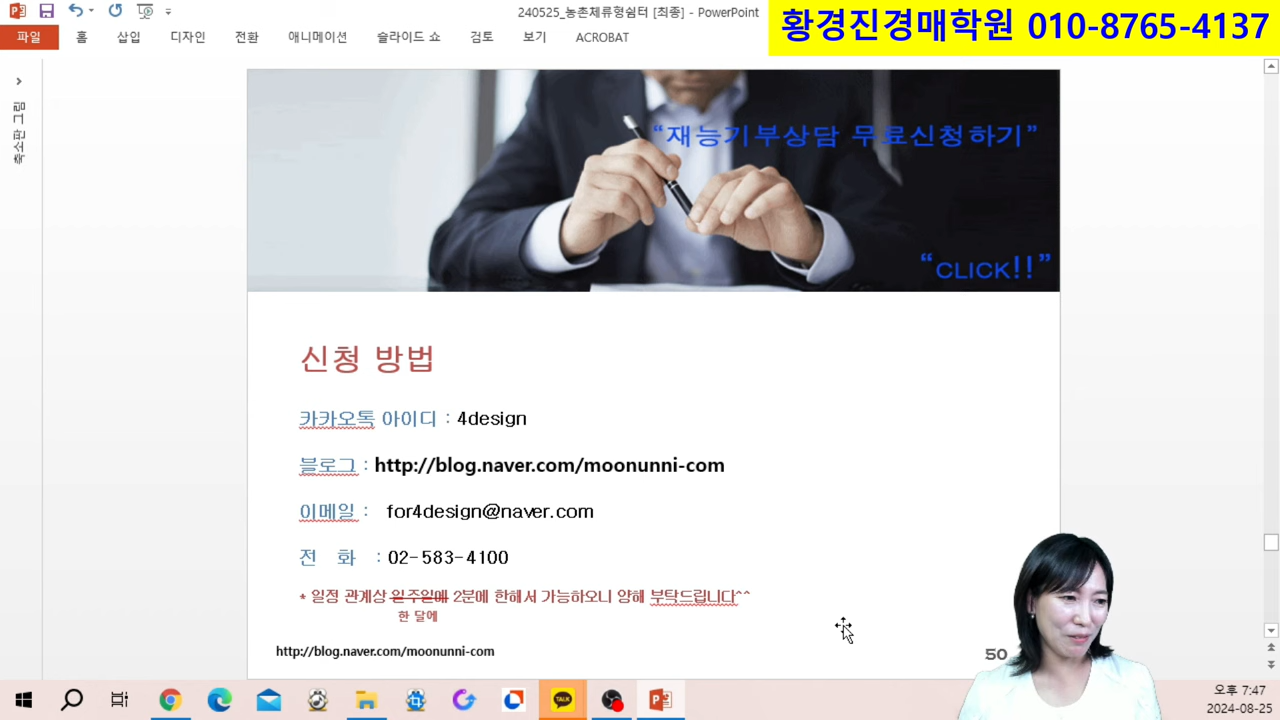 240525_농촌체류형쉼터 [최종] - PowerPoint
황경진경매학원 010-8765-4137
파일 홈 삽입 디자인 전환 애니메이션 슬라이드 쇼 검토 보기 ACROBAT
축소판 그림
“재능기부상담 무료신청하기”
“CLICK!!”
신청 방법
카카오톡 아이디 : 4design
블로그 : http://blog.naver.com/moonunni-com
이메일 : for4design@naver.com
전 화 : 02-583-4100
* 일정 관계상 일주일에 2분에 한해서 가능하오니 양해 부탁드립니다^^
한 달에
http://blog.naver.com/moonunni-com
50
TALK
오후 7:47
2024-08-25